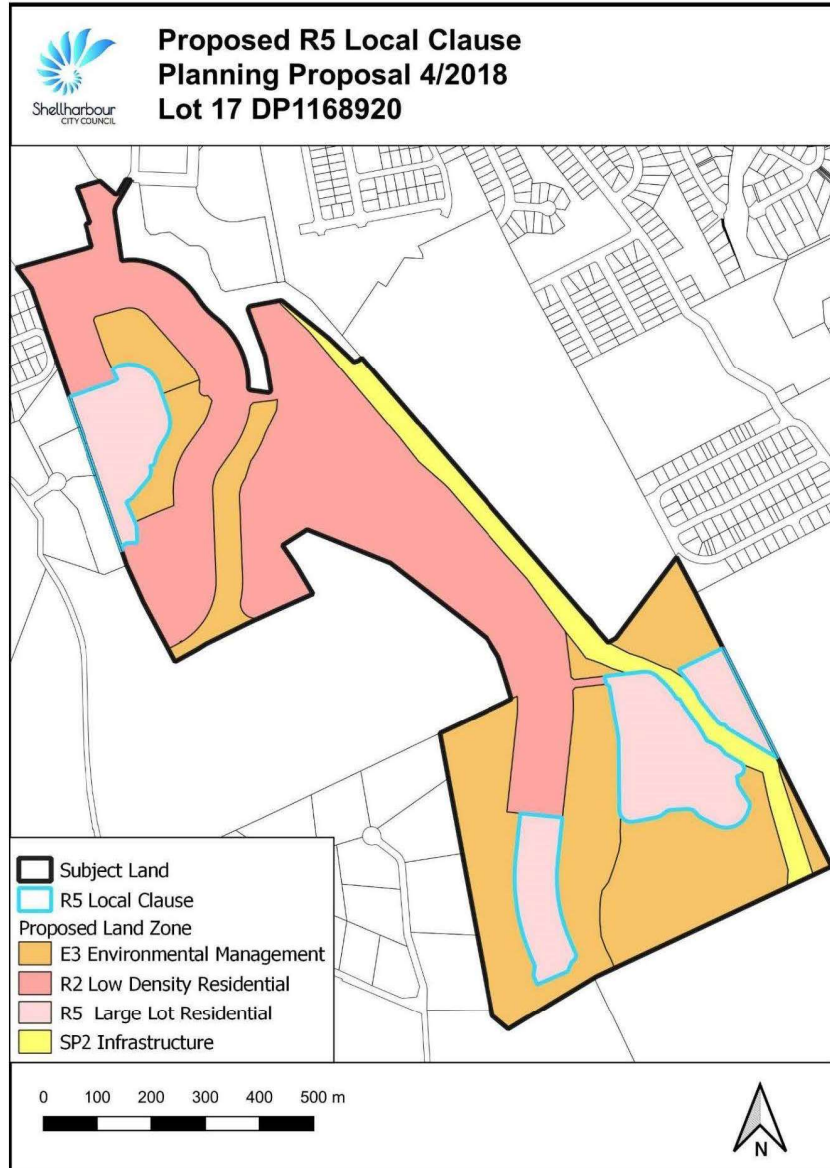 Shellharbour
CITY COUNCIL
Proposed R5 Local Clause
Planning Proposal 4/2018
Lot 17 DP1168920
Subject Land
R5 Local Clause
Proposed Land Zone
E3 Environmental Management
R2 Low Density Residential
R5 Large Lot Residential
SP2 Infrastructure
0 100 200 300 400 500 m
N